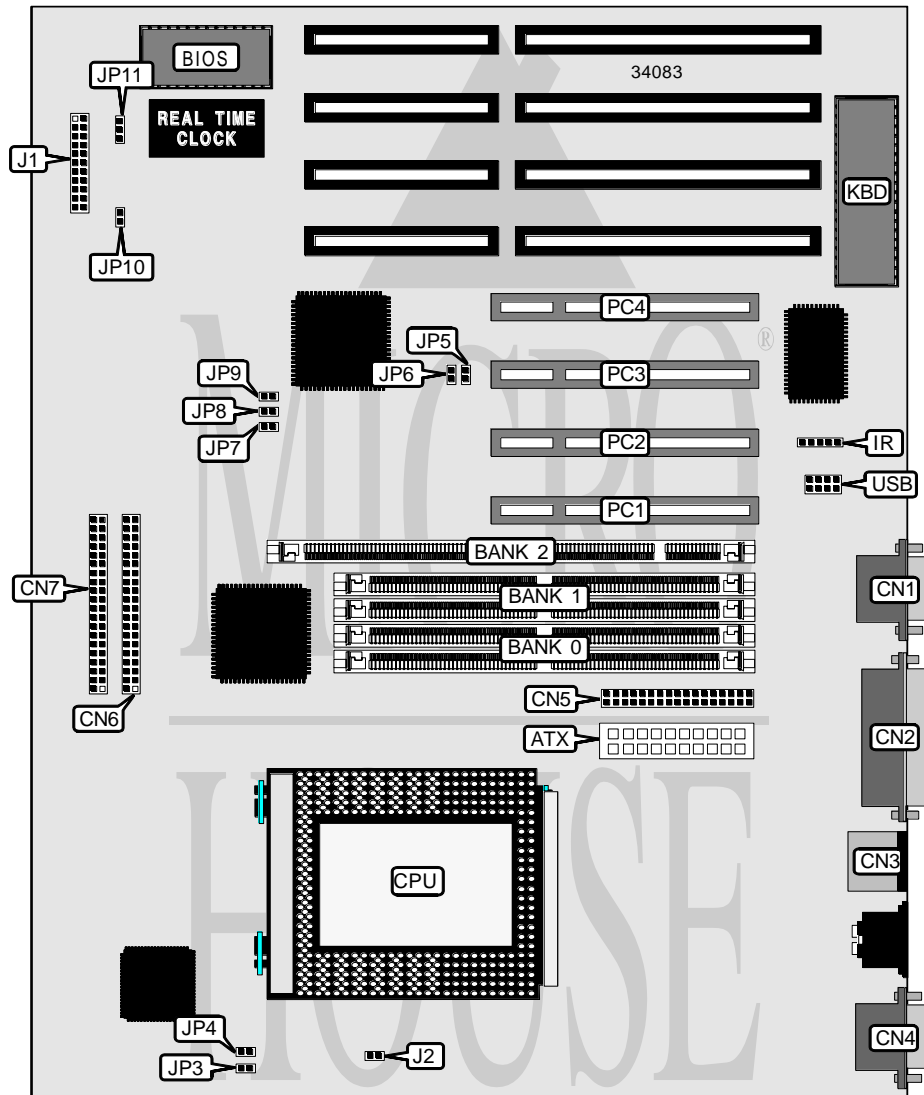 BIOS
34083
JP11
REAL TIME
CLOCK
J1
KBD
JP10
PC4
MICRO
®
JP5
JP6
PC3
JP9
JP8
JP7
PC2
IR
USB
PC1
BANK 2
CN7
BANK 1
CN1
BANK 0
CN5
CN6
ATX
CN2
HOUSE
CN3
CPU
JP4
J2
CN4
JP3